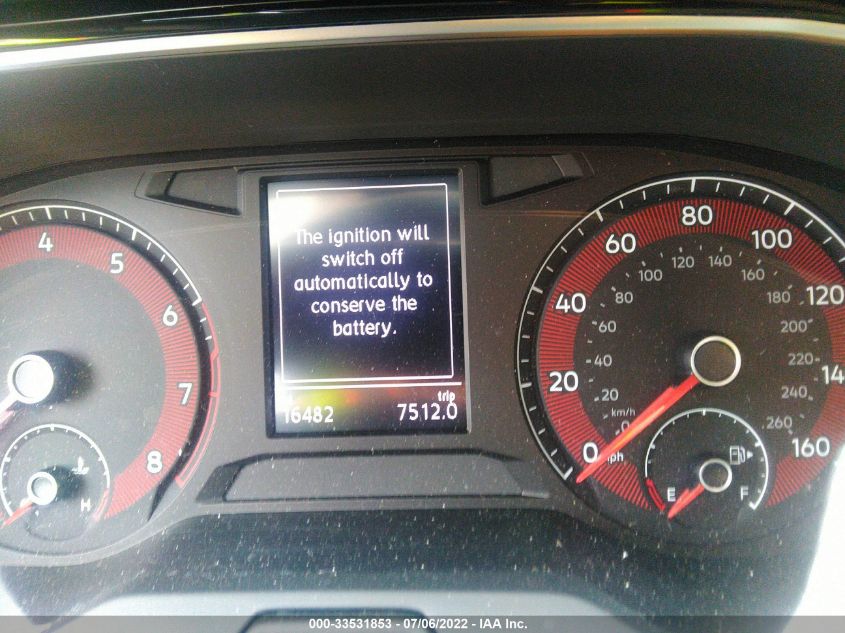 The ignition will
switch off
automatically to
conserve the
battery.
trip
16482 7512.0
4
5
6
7
8
H
0
20
40
60
80
100
120
14
160
mph
0
20
40
60
80
100
120
140
160
180
200
220
240
260
km/h
E F
000-33531853 - 07/06/2022 - IAA Inc.